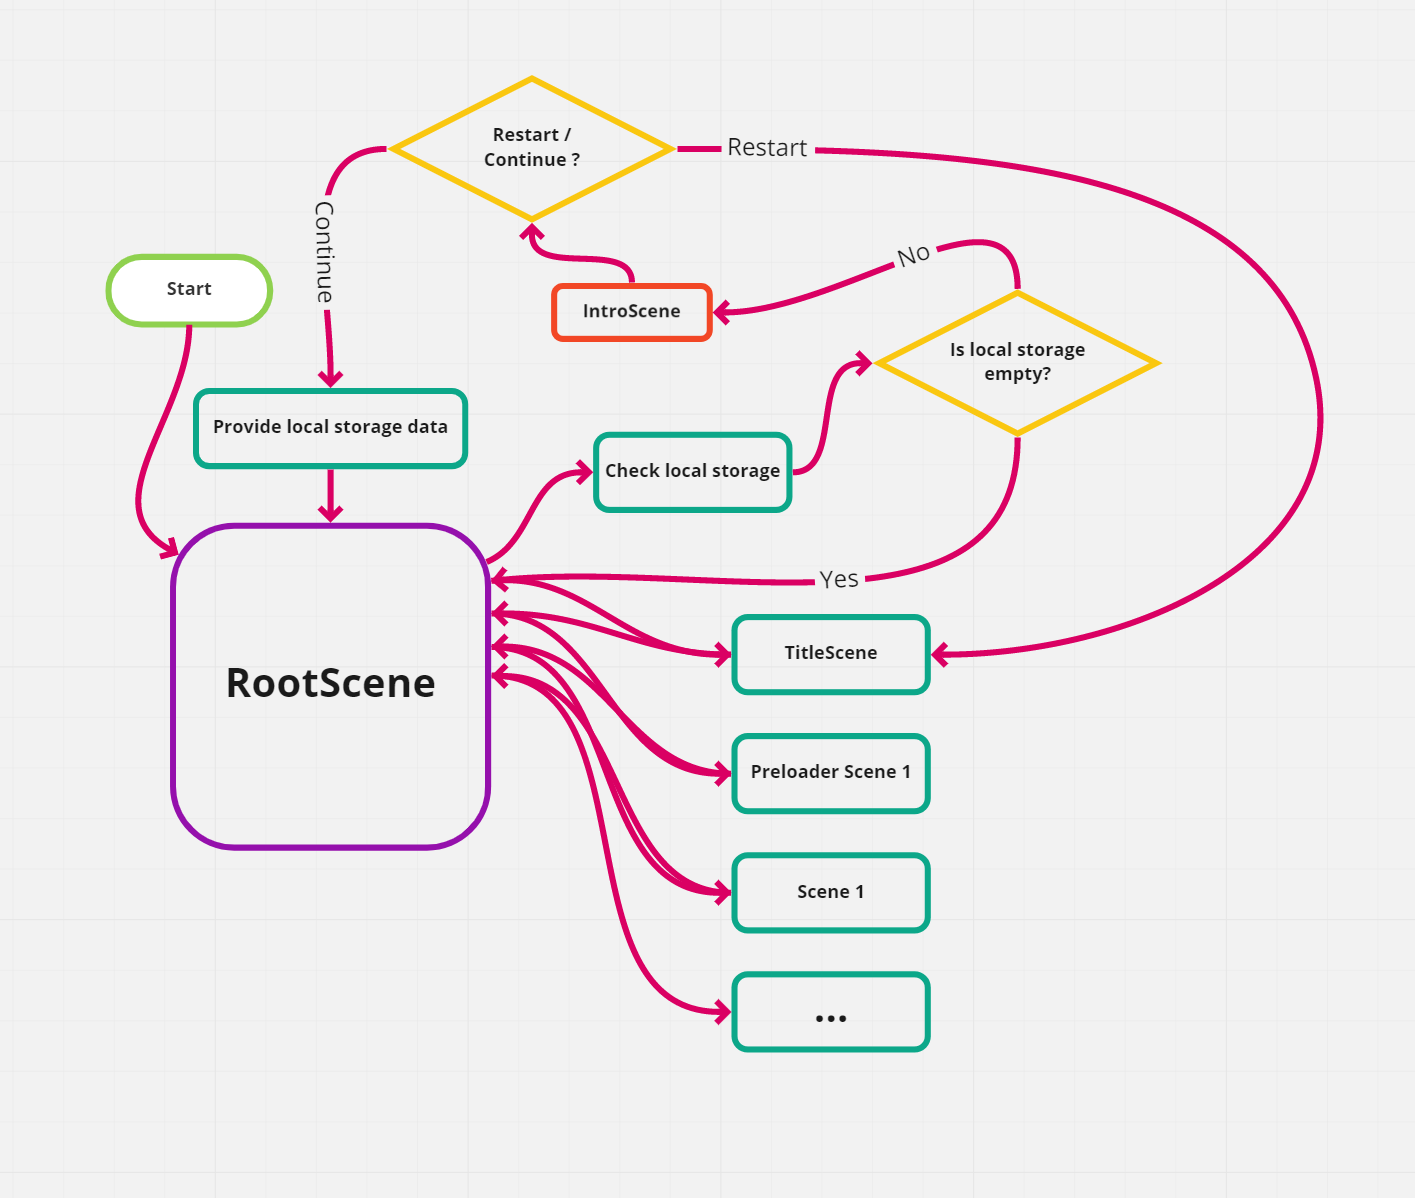 Restart /
Continue ?
Restart
Continue
No
Start
IntroScene
Is local storage
empty?
Provide local storage data
Check local storage
Yes
RootScene
TitleScene
Preloader Scene 1
Scene 1
...